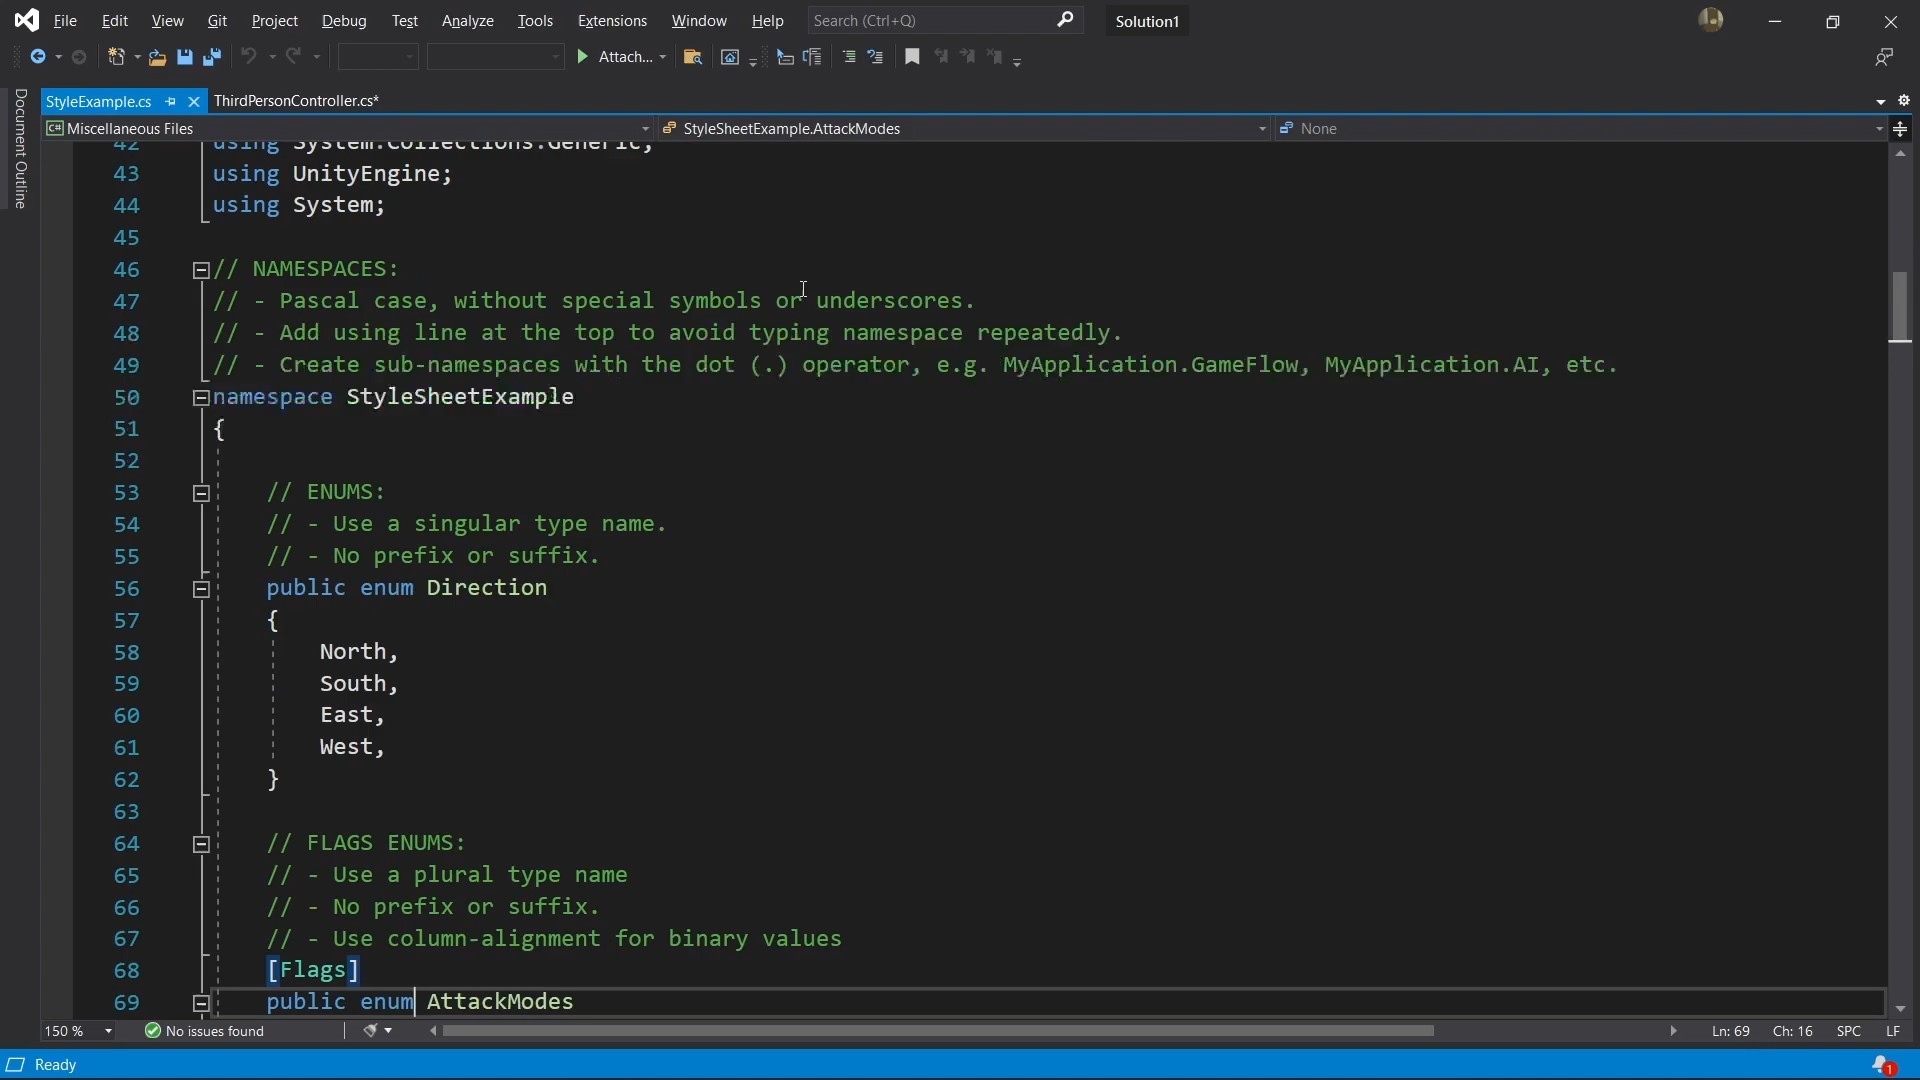 File Edit View Git Project Debug Test Analyze Tools Extensions Window Help Search (Ctrl+Q) Solution1
Attach...
StyleExample.cs ThirdPersonController.cs*
C# Miscellaneous Files StyleSheetExample.AttackModes None
Document Outline
42 using System.Collections.Generic;
43 using UnityEngine;
44 using System;
45
46 // NAMESPACES:
47 // - Pascal case, without special symbols or underscores.
48 // - Add using line at the top to avoid typing namespace repeatedly.
49 // - Create sub-namespaces with the dot (.) operator, e.g. MyApplication.GameFlow, MyApplication.AI, etc.
50 namespace StyleSheetExample
51 {
52
53 // ENUMS:
54 // - Use a singular type name.
55 // - No prefix or suffix.
56 public enum Direction
57 {
58 North,
59 South,
60 East,
61 West,
62 }
63
64 // FLAGS ENUMS:
65 // - Use a plural type name
66 // - No prefix or suffix.
67 // - Use column-alignment for binary values
68 [Flags]
69 public enum AttackModes
150 % No issues found Ln: 69 Ch: 16 SPC LF
Ready 1